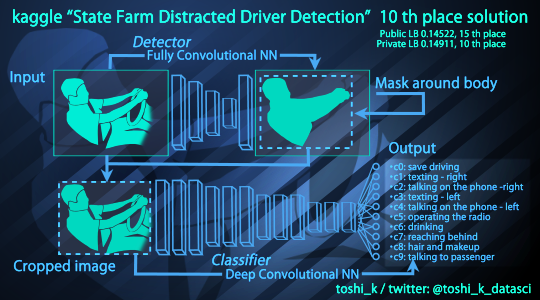 kaggle "State Farm Distracted Driver Detection" 10 th place solution
Public LB 0.14522, 15 th place
Private LB 0.14911, 10 th place
Detector
Fully Convolutional NN
Input
Mask around body
Output
•c0: save driving
•c1: texting - right
•c2: talking on the phone -right
•c3: texting - left
•c4: talking on the phone - left
•c5: operating the radio
•c6: drinking
•c7: reaching behind
•c8: hair and makeup
•c9: talking to passenger
Cropped image
Classifier
Deep Convolutional NN
toshi_k / twitter: @toshi_k_datasci